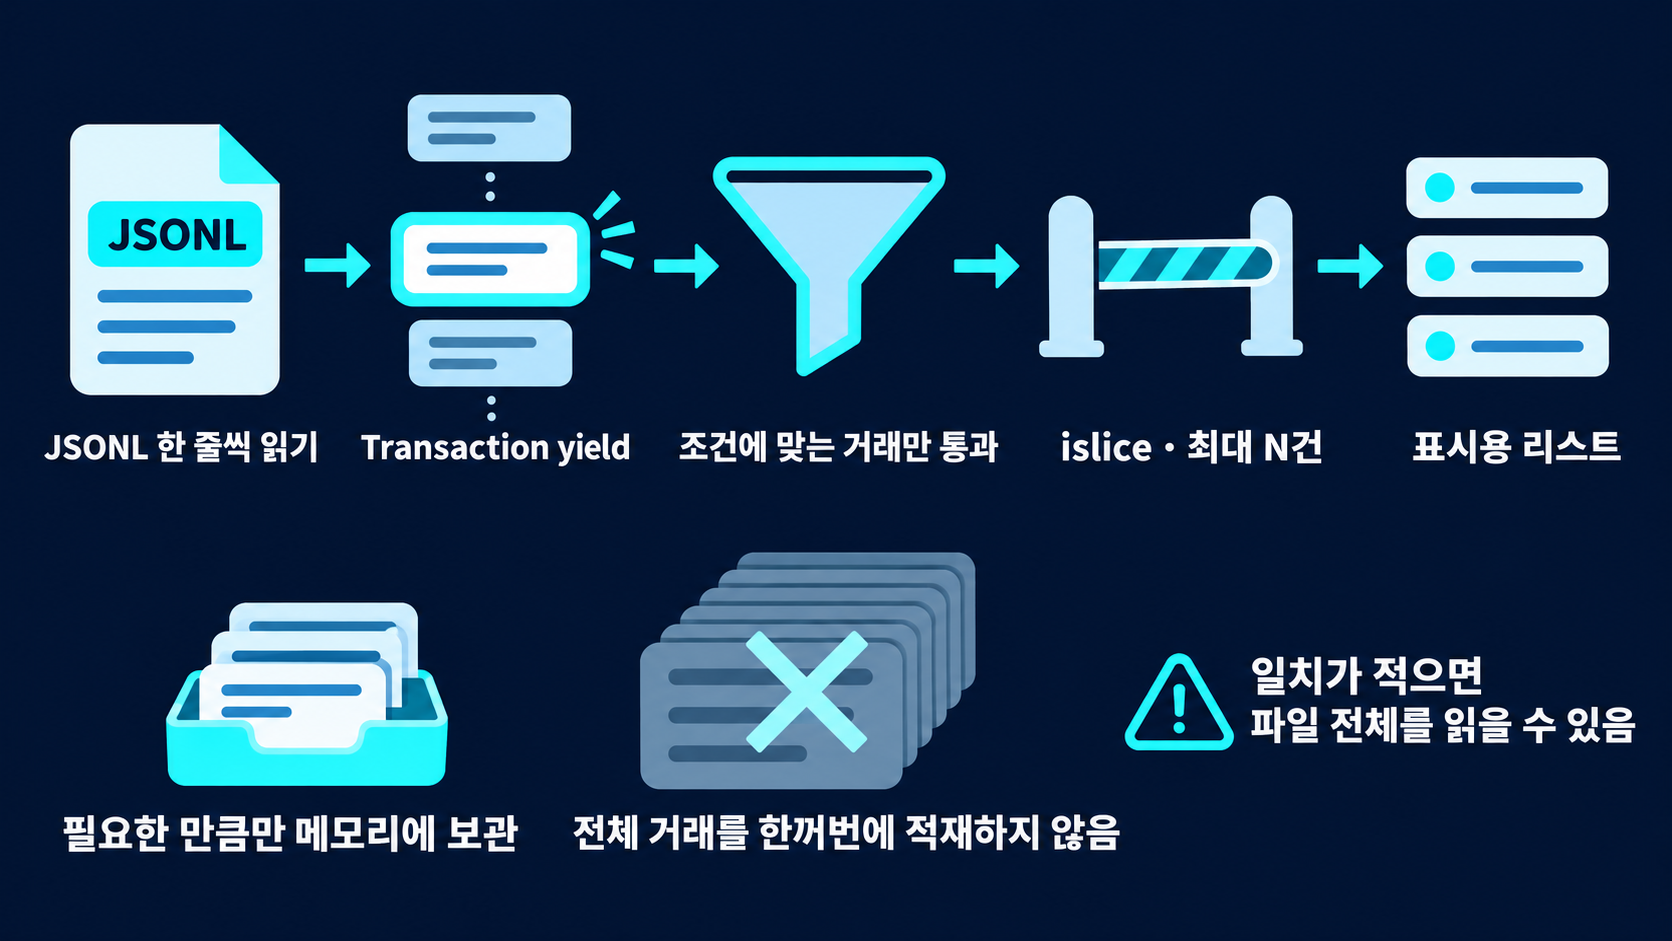 JSONL
JSONL 한 줄씩 읽기
Transaction yield
조건에 맞는 거래만 통과
islice · 최대 N건
표시용 리스트
필요한 만큼만 메모리에 보관
전체 거래를 한꺼번에 적재하지 않음
일치가 적으면
파일 전체를 읽을 수 있음